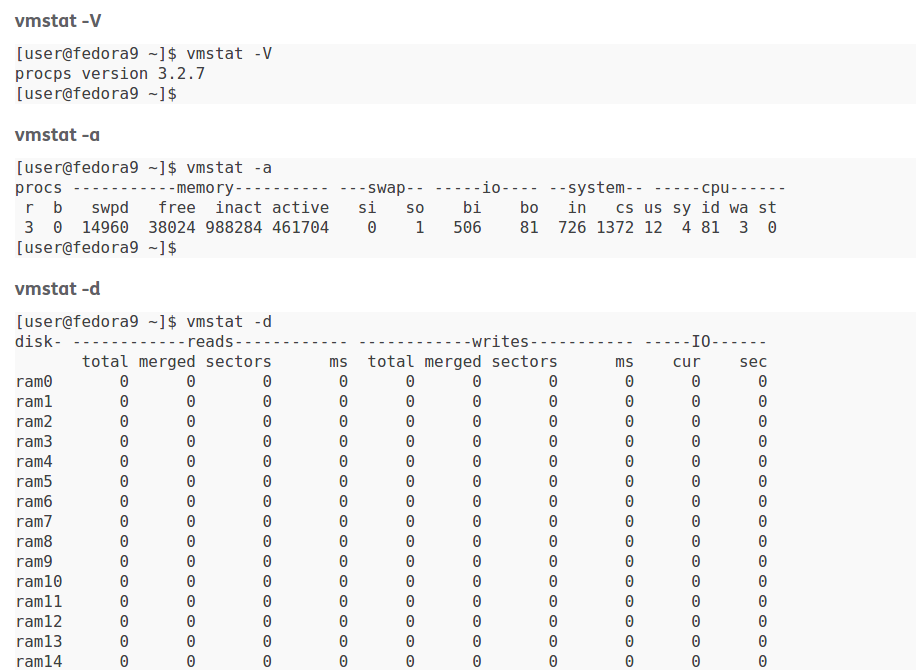 vmstat -V
[user@fedora9 ~]$ vmstat -V
procps version 3.2.7
[user@fedora9 ~]$
vmstat -a
[user@fedora9 ~]$ vmstat -a
procs -----------memory---------- ---swap-- -----io---- --system-- -----cpu------
 r  b   swpd   free  inact active   si   so    bi    bo   in   cs us sy id wa st
 3  0  14960  38024 988284 461704    0    1   506    81  726 1372 12  4 81  3  0
[user@fedora9 ~]$
vmstat -d
[user@fedora9 ~]$ vmstat -d
disk- ------------reads------------ ------------writes----------- -----IO------
       total merged sectors      ms  total merged sectors      ms    cur    sec
ram0       0      0       0       0      0      0       0       0      0      0
ram1       0      0       0       0      0      0       0       0      0      0
ram2       0      0       0       0      0      0       0       0      0      0
ram3       0      0       0       0      0      0       0       0      0      0
ram4       0      0       0       0      0      0       0       0      0      0
ram5       0      0       0       0      0      0       0       0      0      0
ram6       0      0       0       0      0      0       0       0      0      0
ram7       0      0       0       0      0      0       0       0      0      0
ram8       0      0       0       0      0      0       0       0      0      0
ram9       0      0       0       0      0      0       0       0      0      0
ram10      0      0       0       0      0      0       0       0      0      0
ram11      0      0       0       0      0      0       0       0      0      0
ram12      0      0       0       0      0      0       0       0      0      0
ram13      0      0       0       0      0      0       0       0      0      0
ram14      0      0       0       0      0      0       0       0      0      0